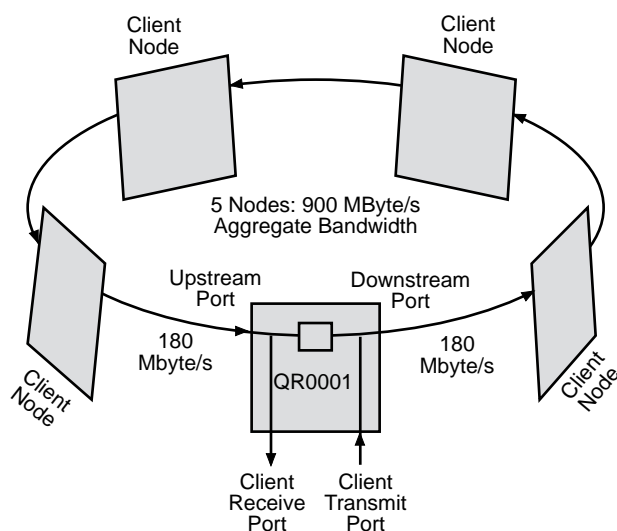 Client
Node
Client
Node
5 Nodes: 900 MByte/s
Aggregate Bandwidth
Upstream
Port
Downstream
Port
180
Mbyte/s
QR0001
180
Mbyte/s
Client
Node
Client
Node
Client
Receive
Port
Client
Transmit
Port